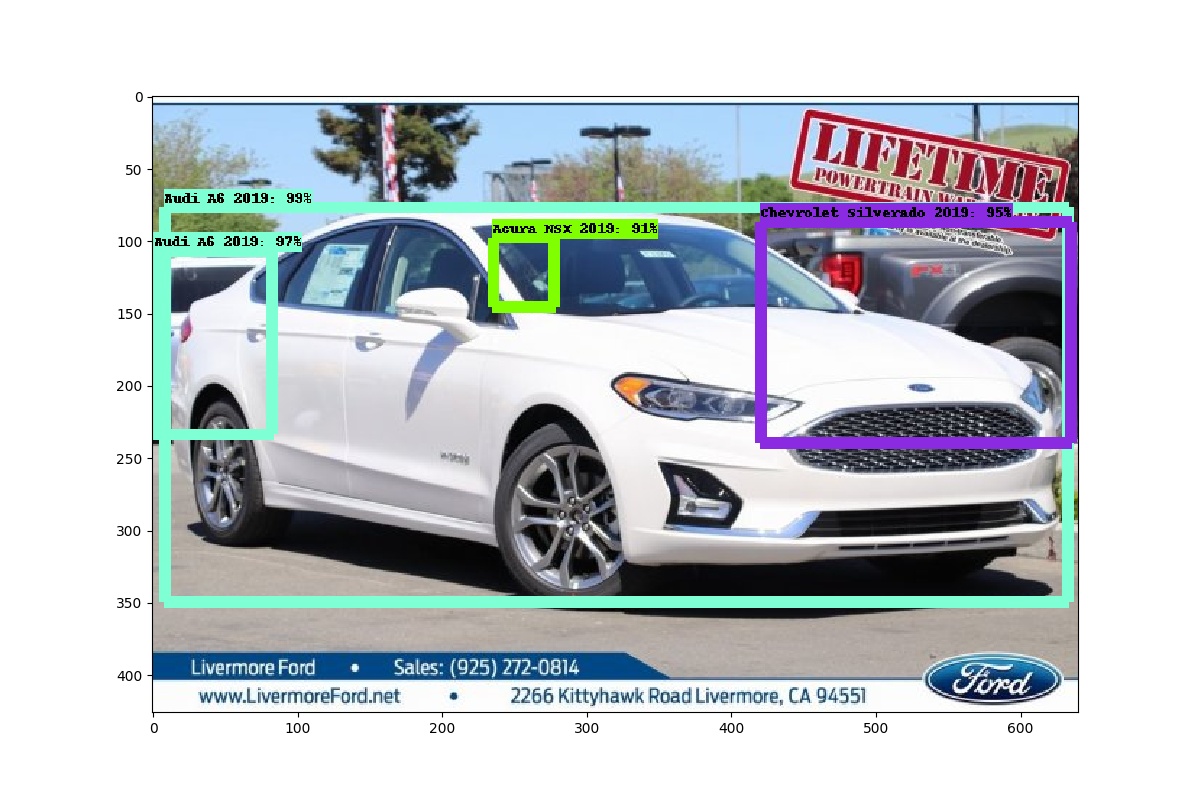 0
50
100
150
200
250
300
350
400
0
100
200
300
400
500
600
LIFETIME
POWERTRAIN
Audi A6 2019: 99%
Audi A6 2019: 97%
Acura NSX 2019: 91%
Chevrolet Silverado 2019: 95%
FX4
Livermore Ford • Sales: (925) 272-0814
www.LivermoreFord.net • 2266 Kittyhawk Road Livermore, CA 94551
Ford